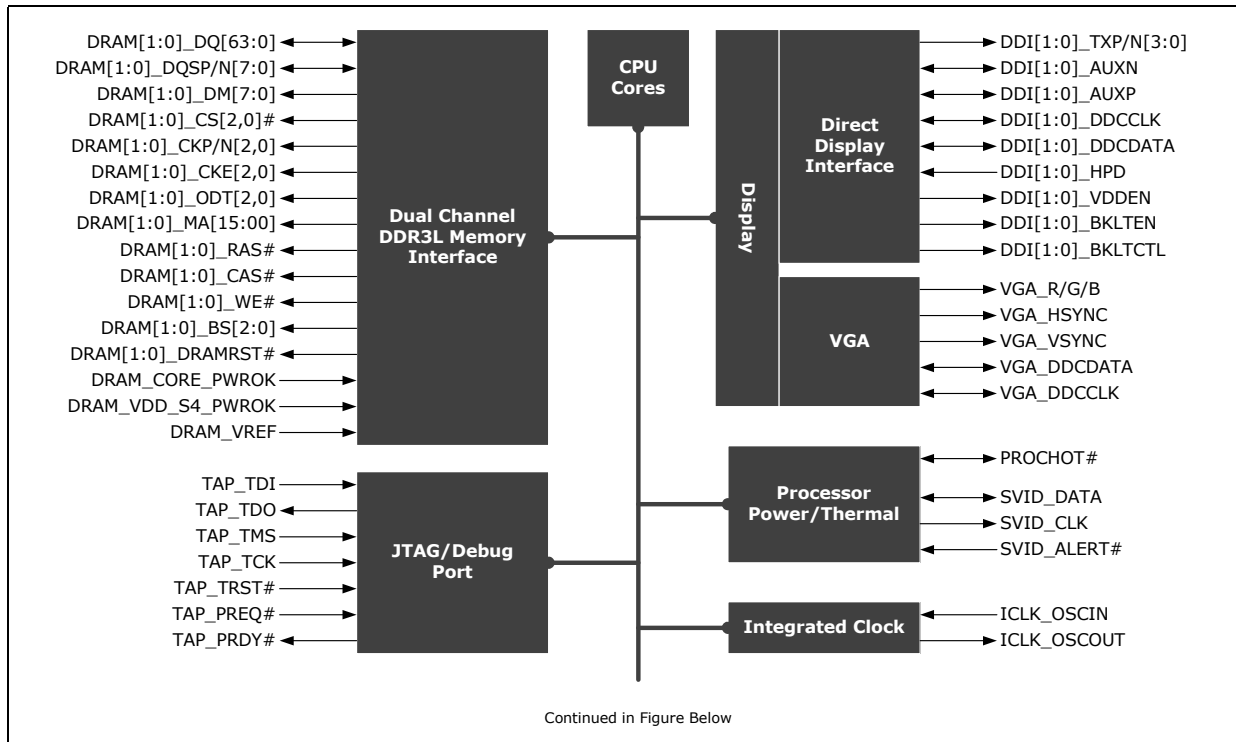 DRAM[1:0]_DQ[63:0]
DRAM[1:0]_DQSP/N[7:0]
DRAM[1:0]_DM[7:0]
DRAM[1:0]_CS[2,0]#
DRAM[1:0]_CKP/N[2,0]
DRAM[1:0]_CKE[2,0]
DRAM[1:0]_ODT[2,0]
DRAM[1:0]_MA[15:00]
DRAM[1:0]_RAS#
DRAM[1:0]_CAS#
DRAM[1:0]_WE#
DRAM[1:0]_BS[2:0]
DRAM[1:0]_DRAMRST#
DRAM_CORE_PWROK
DRAM_VDD_S4_PWROK
DRAM_VREF
Dual Channel
DDR3L Memory
Interface
TAP_TDI
TAP_TDO
TAP_TMS
TAP_TCK
TAP_TRST#
TAP_PREQ#
TAP_PRDY#
JTAG/Debug
Port
CPU
Cores
Display
Direct
Display
Interface
DDI[1:0]_TXP/N[3:0]
DDI[1:0]_AUXN
DDI[1:0]_AUXP
DDI[1:0]_DDCCLK
DDI[1:0]_DDCDATA
DDI[1:0]_HPD
DDI[1:0]_VDDEN
DDI[1:0]_BKLTEN
DDI[1:0]_BKLTCTL
VGA
VGA_R/G/B
VGA_HSYNC
VGA_VSYNC
VGA_DDCDATA
VGA_DDCCLK
Processor
Power/Thermal
PROCHOT#
SVID_DATA
SVID_CLK
SVID_ALERT#
Integrated Clock
ICLK_OSCIN
ICLK_OSCOUT
Continued in Figure Below